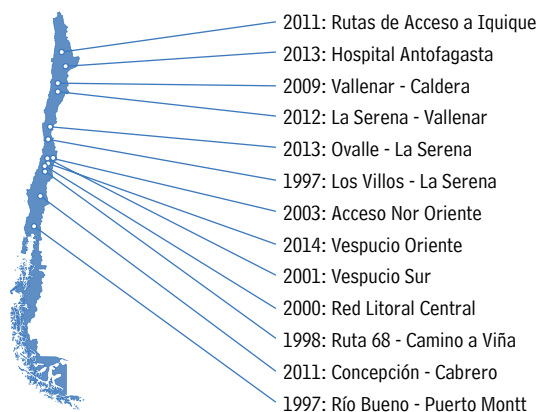 2011: Rutas de Acceso a Iquique
2013: Hospital Antofagasta
2009: Vallenar - Caldera
2012: La Serena - Vallenar
2013: Ovalle - La Serena
1997: Los Villos - La Serena
2003: Acceso Nor Oriente
2014: Vespucio Oriente
2001: Vespucio Sur
2000: Red Litoral Central
1998: Ruta 68 - Camino a Viña
2011: Concepción - Cabrero
1997: Río Bueno - Puerto Montt